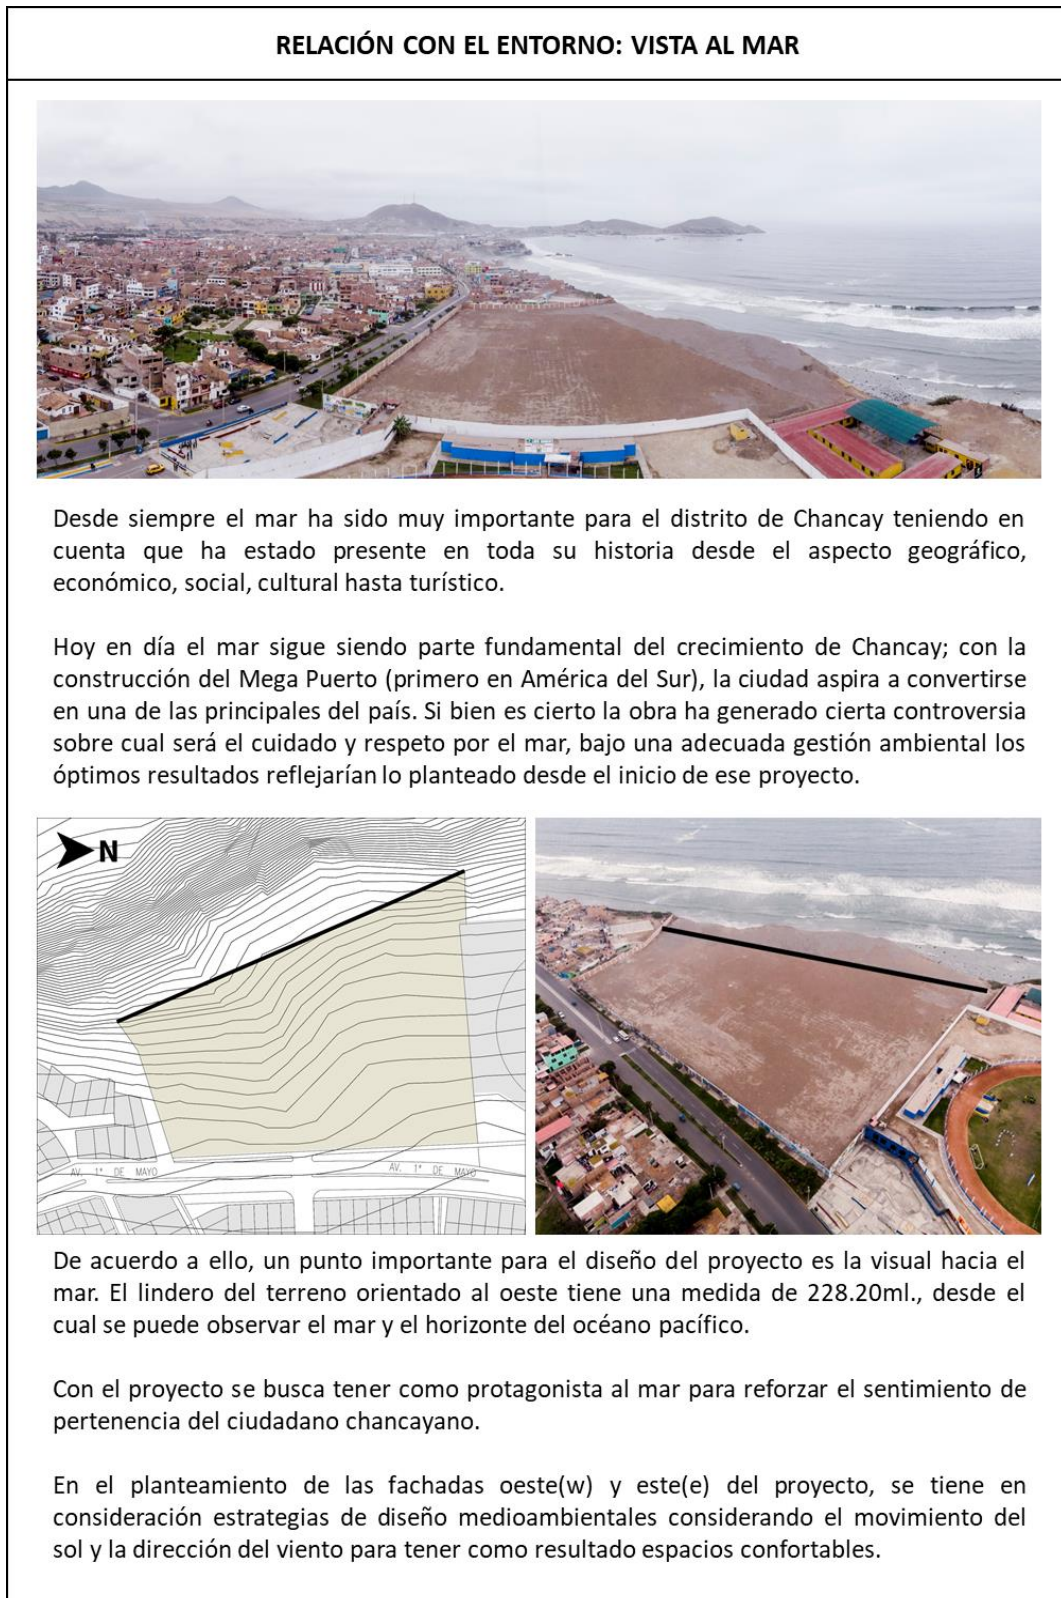 RELACIÓN CON EL ENTORNO: VISTA AL MAR
Desde siempre el mar ha sido muy importante para el distrito de Chancay teniendo en
cuenta que ha estado presente en toda su historia desde el aspecto geográfico,
económico, social, cultural hasta turístico.
Hoy en día el mar sigue siendo parte fundamental del crecimiento de Chancay; con la
construcción del Mega Puerto (primero en América del Sur), la ciudad aspira a convertirse
en una de las principales del país. Si bien es cierto la obra ha generado cierta controversia
sobre cual será el cuidado y respeto por el mar, bajo una adecuada gestión ambiental los
óptimos resultados reflejarían lo planteado desde el inicio de ese proyecto.
N
AV. 1° DE MAYO
AV. 1° DE MAYO
De acuerdo a ello, un punto importante para el diseño del proyecto es la visual hacia el
mar. El lindero del terreno orientado al oeste tiene una medida de 228.20ml., desde el
cual se puede observar el mar y el horizonte del océano pacífico.
Con el proyecto se busca tener como protagonista al mar para reforzar el sentimiento de
pertenencia del ciudadano chancayano.
En el planteamiento de las fachadas oeste(w) y este(e) del proyecto, se tiene en
consideración estrategias de diseño medioambientales considerando el movimiento del
sol y la dirección del viento para tener como resultado espacios confortables.